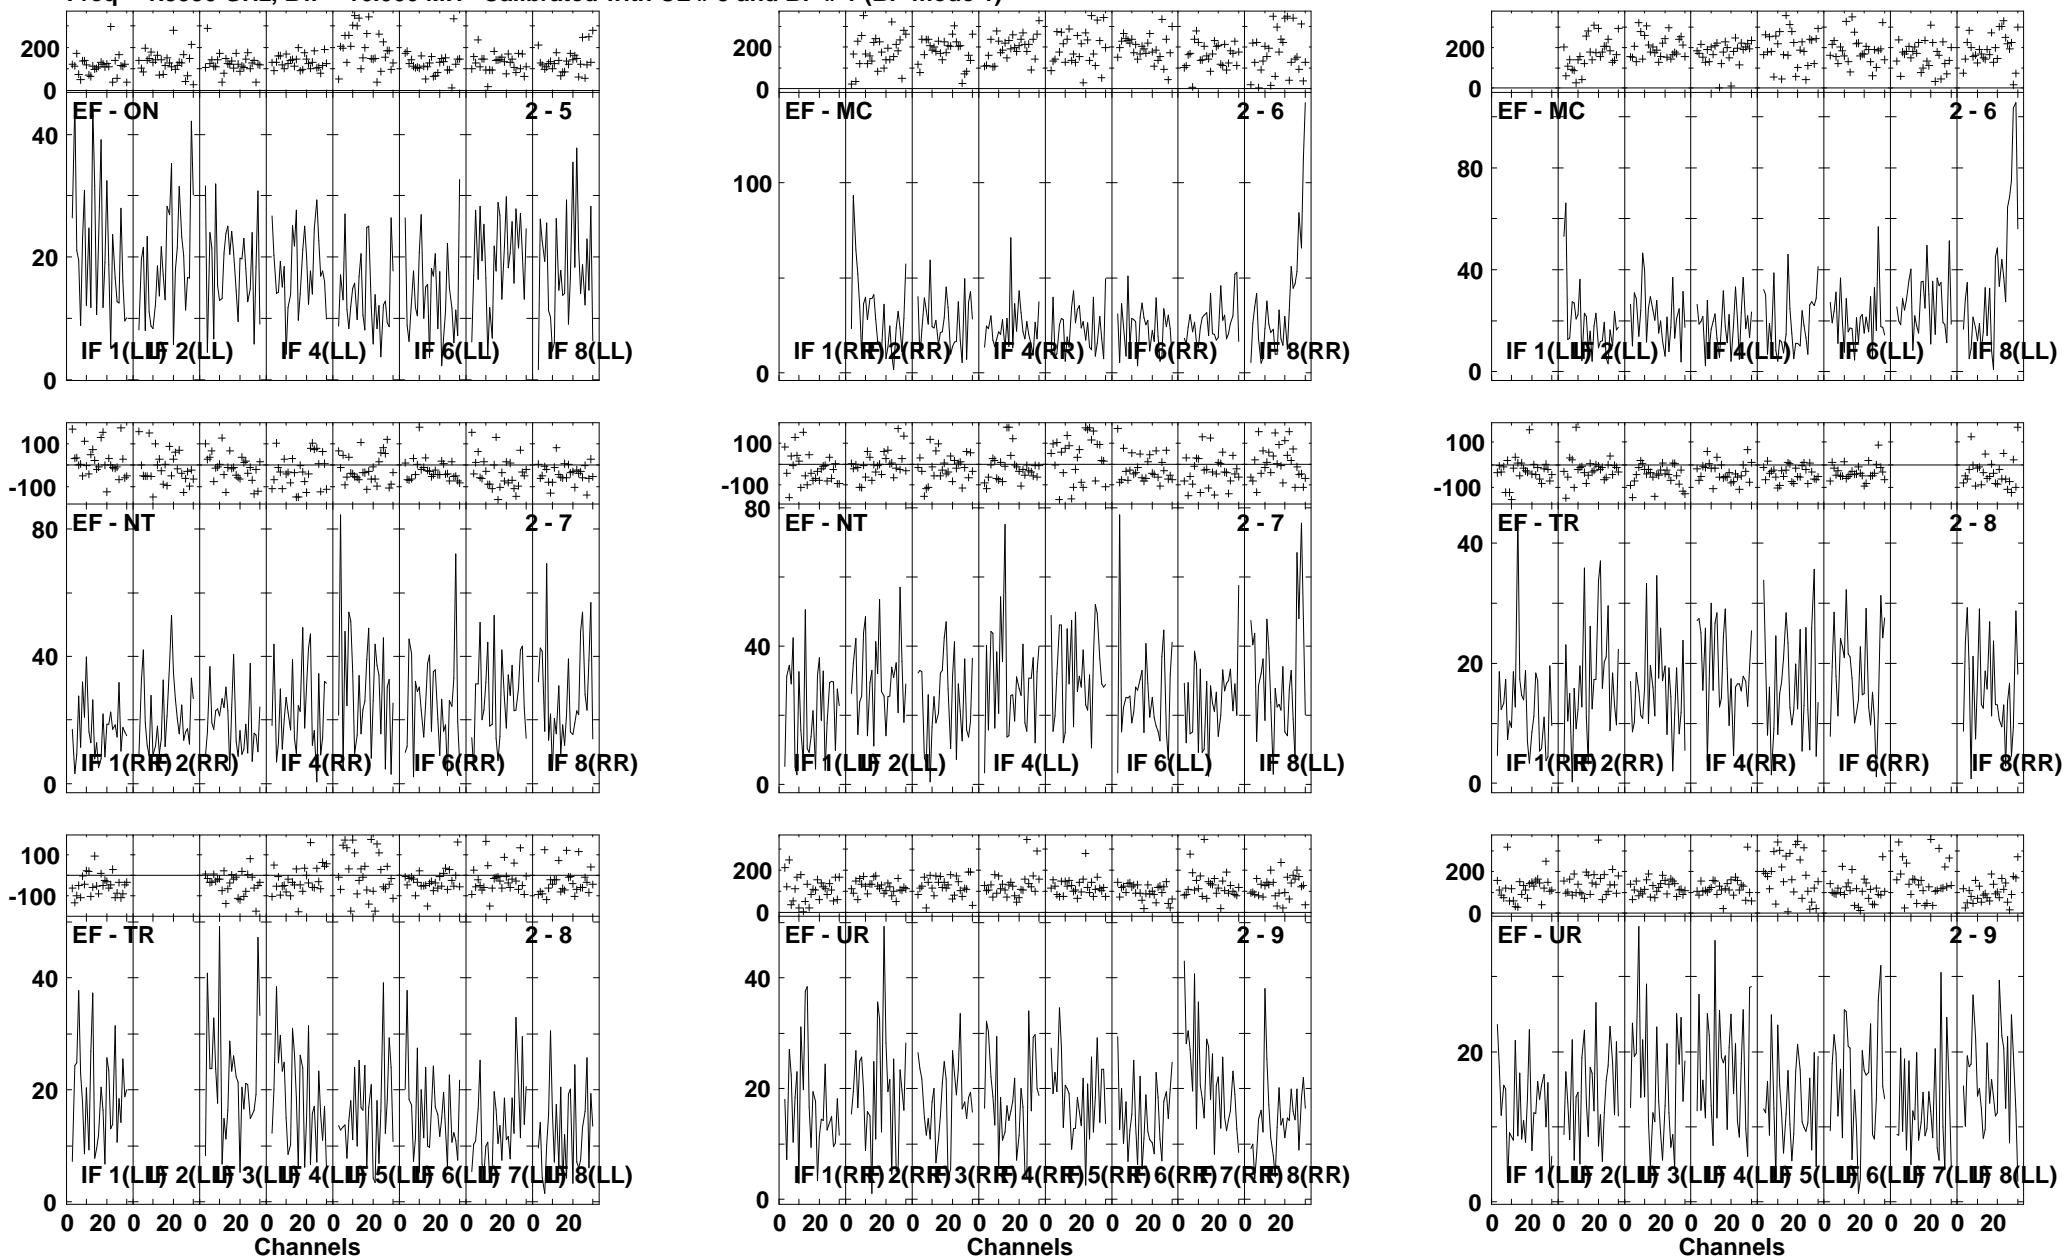 200
0
EF - ON 2 - 5
40
20
0
IF 1(LL) IF 2(LL) IF 4(LL) IF 6(LL) IF 8(LL)
200
0
EF - MC 2 - 6
100
0
IF 1(RR) IF 2(RR) IF 4(RR) IF 6(RR) IF 8(RR)
200
0
EF - MC 2 - 6
80
40
0
IF 1(LL) IF 2(LL) IF 4(LL) IF 6(LL) IF 8(LL)
100
-100
EF - NT 2 - 7
80
40
0
IF 1(RR) IF 2(RR) IF 4(RR) IF 6(RR) IF 8(RR)
100
-100
EF - NT 2 - 7
80
40
0
IF 1(LL) IF 2(LL) IF 4(LL) IF 6(LL) IF 8(LL)
100
-100
EF - TR 2 - 8
40
20
0
IF 1(RR) IF 2(RR) IF 4(RR) IF 6(RR) IF 8(RR)
100
-100
EF - TR 2 - 8
40
20
0
IF 1(LL) IF 2(LL) IF 3(LL) IF 4(LL) IF 5(LL) IF 6(LL) IF 7(LL) IF 8(LL)
0 20 0 20 0 20 0 20 0 20 0 20 0 20 0 20
Channels
200
0
EF - UR 2 - 9
40
20
0
IF 1(RR) IF 2(RR) IF 3(RR) IF 4(RR) IF 5(RR) IF 6(RR) IF 7(RR) IF 8(RR)
0 20 0 20 0 20 0 20 0 20 0 20 0 20 0 20
Channels
200
0
EF - UR 2 - 9
20
0
IF 1(LL) IF 2(LL) IF 3(LL) IF 4(LL) IF 5(LL) IF 6(LL) IF 7(LL) IF 8(LL)
0 20 0 20 0 20 0 20 0 20 0 20 0 20 0 20
Channels